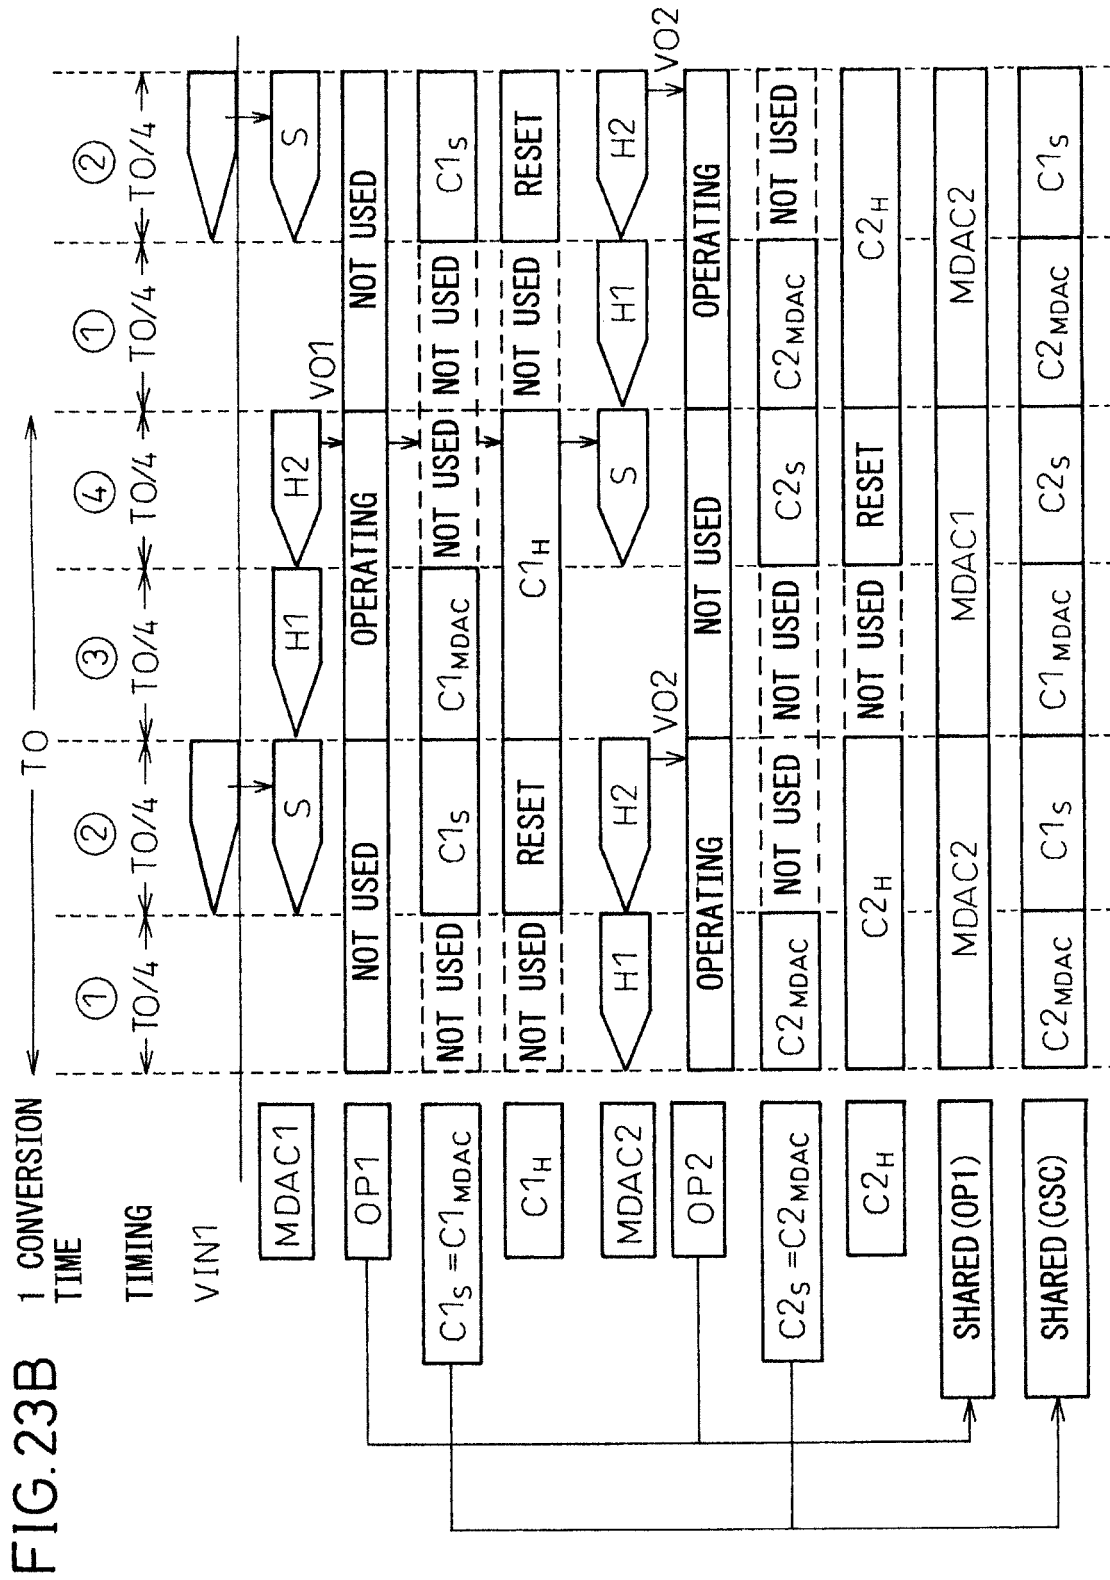 FIG.23B
1 CONVERSION TIME
TO
TIMING
① ② ③ ④ ① ②
TO/4 TO/4 TO/4 TO/4 TO/4 TO/4
VIN1
MDAC1 S H1 H2 S
VO1
OP1 NOT USED OPERATING NOT USED
C1S=C1MDAC NOT USED C1S C1MDAC NOT USED NOT USED C1S
C1H NOT USED RESET C1H NOT USED RESET
MDAC2 H1 H2 S H1 H2
VO2 VO2
OP2 OPERATING NOT USED OPERATING
C2S=C2MDAC C2MDAC NOT USED NOT USED C2S C2MDAC NOT USED
C2H C2H NOT USED RESET C2H
SHARED(OP1) MDAC2 MDAC1 MDAC2
SHARED(CSC) C2MDAC C1S C1MDAC C2S C2MDAC C1S